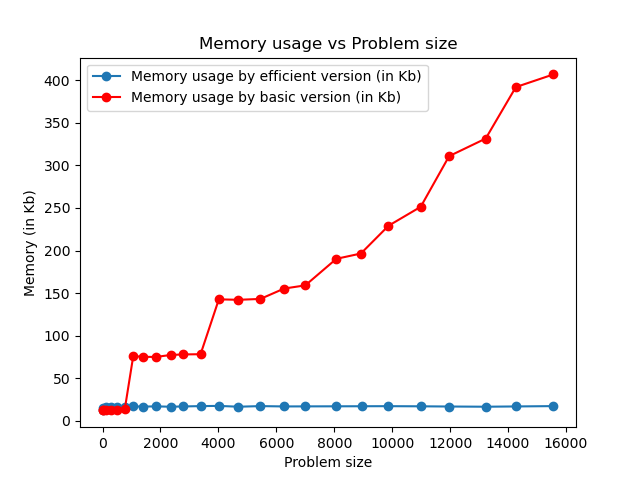 Memory usage vs Problem size
Memory usage by efficient version (in Kb)
Memory usage by basic version (in Kb)
400
350
300
250
200
150
100
50
0
Memory (in Kb)
0 2000 4000 6000 8000 10000 12000 14000 16000
Problem size